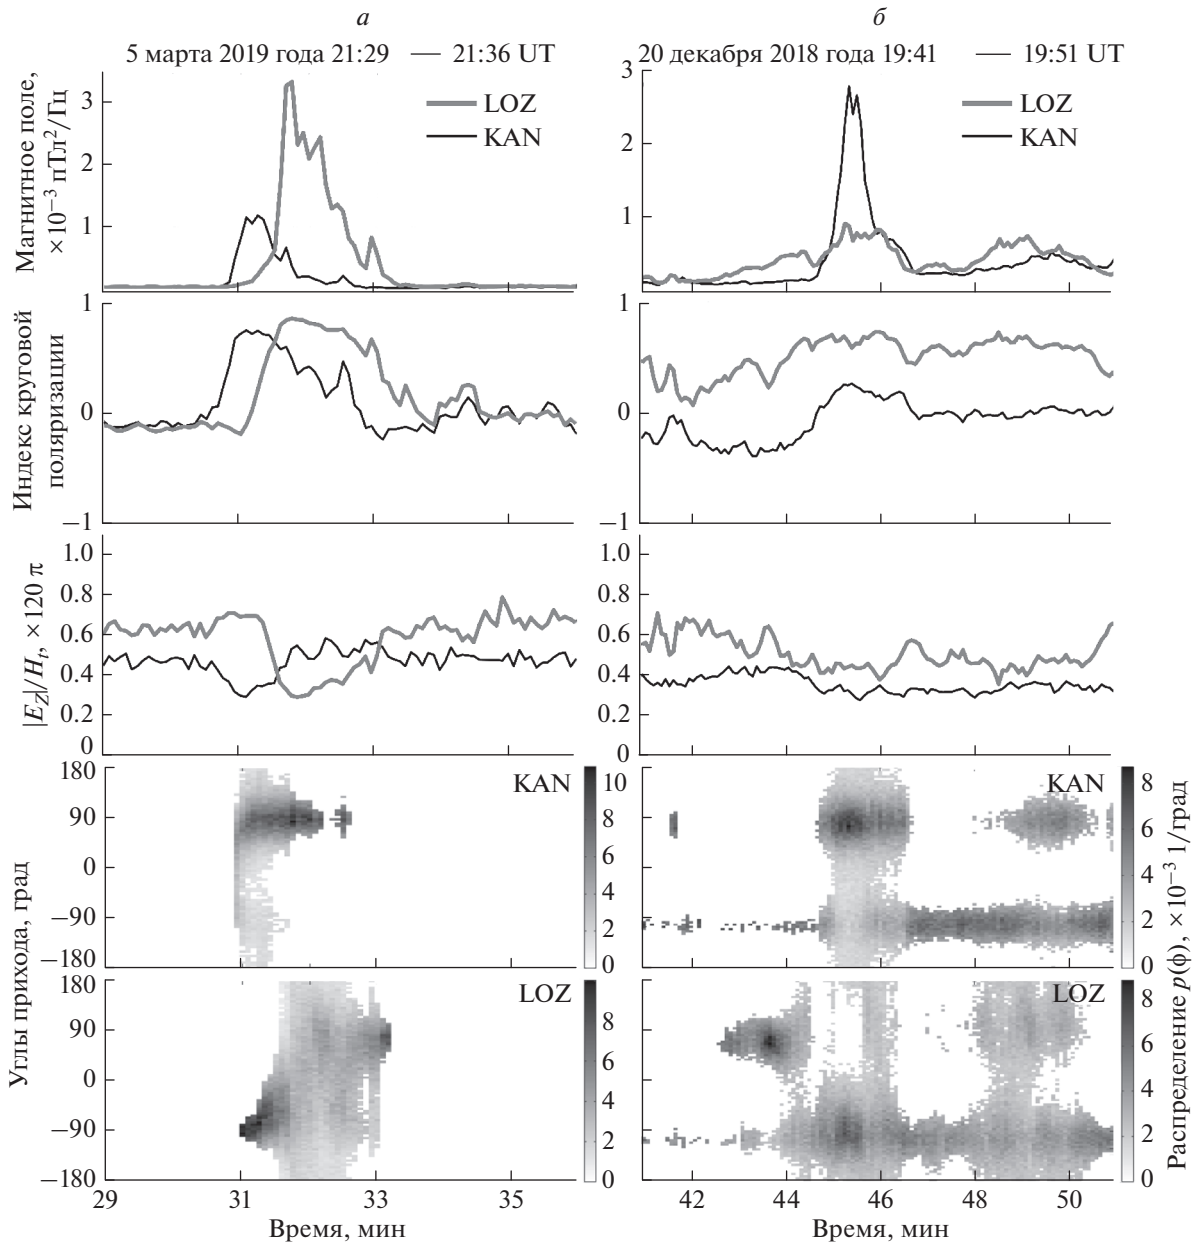 а
5 марта 2019 года 21:29 — 21:36 UT
Магнитное поле,
×10⁻³ пТл²/Гц
3
2
1
LOZ
KAN
Индекс круговой
поляризации
1
0
−1
|E_Z|/H_t, ×120 π
1.0
0.8
0.6
0.4
0.2
0
Углы прихода, град
180
90
0
−90
−180
KAN
10
8
6
4
2
0
180
90
0
−90
−180
LOZ
8
6
4
2
0
29 31 33 35
Время, мин
б
20 декабря 2018 года 19:41 — 19:51 UT
3
2
1
LOZ
KAN
1
0
−1
1.0
0.8
0.6
0.4
0.2
0
KAN
8
6
4
2
0
LOZ
8
6
4
2
0
Распределение p(ϕ), ×10⁻³ 1/град
42 44 46 48 50
Время, мин